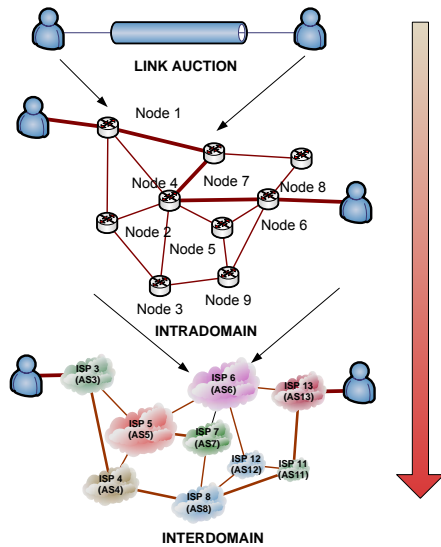 LINK AUCTION
Node 1
Node 4
Node 7
Node 8
Node 2
Node 5
Node 6
Node 3
Node 9
INTRADOMAIN
ISP 3
(AS3)
ISP 6
(AS6)
ISP 13
(AS13)
ISP 5
(AS5)
ISP 7
(AS7)
ISP 12
(AS12)
ISP 11
(AS11)
ISP 4
(AS4)
ISP 8
(AS8)
INTERDOMAIN